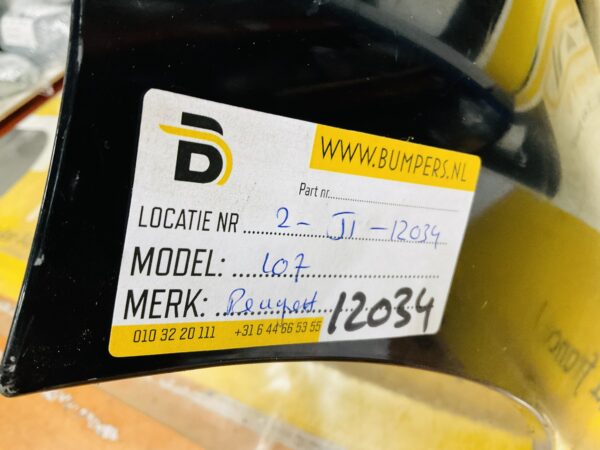 B
WWW.BUMPERS.NL
Part nr.
LOCATIE NR 2-JI-12034
MODEL: 107
MERK: Peugeot 12034
010 32 20 111 +31 6 44 66 53 55